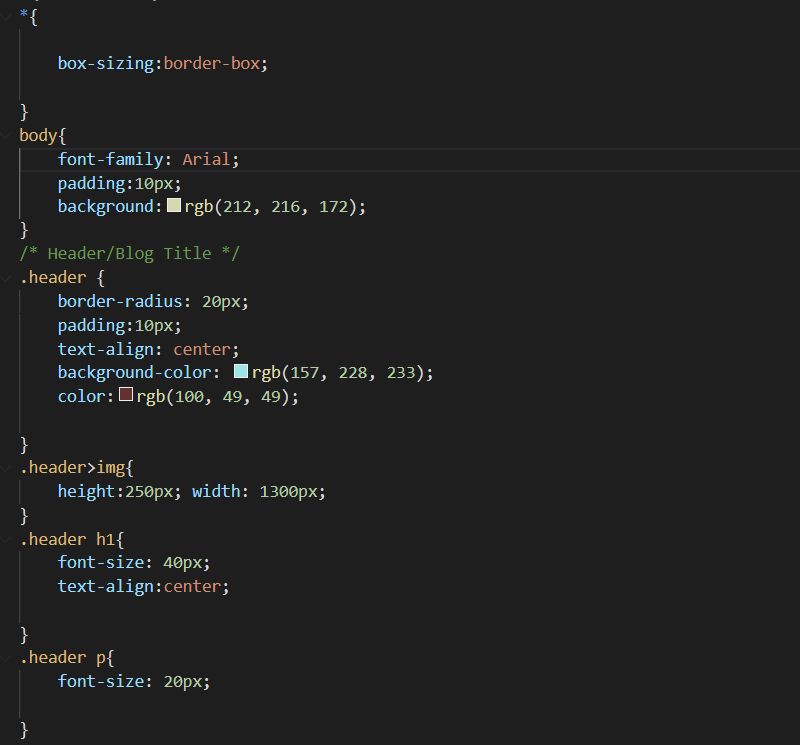 *{
box-sizing:border-box;
}
body{
font-family: Arial;
padding:10px;
background:rgb(212, 216, 172);
}
/* Header/Blog Title */
.header {
border-radius: 20px;
padding:10px;
text-align: center;
background-color: rgb(157, 228, 233);
color:rgb(100, 49, 49);
}
.header>img{
height:250px; width: 1300px;
}
.header h1{
font-size: 40px;
text-align:center;
}
.header p{
font-size: 20px;
}